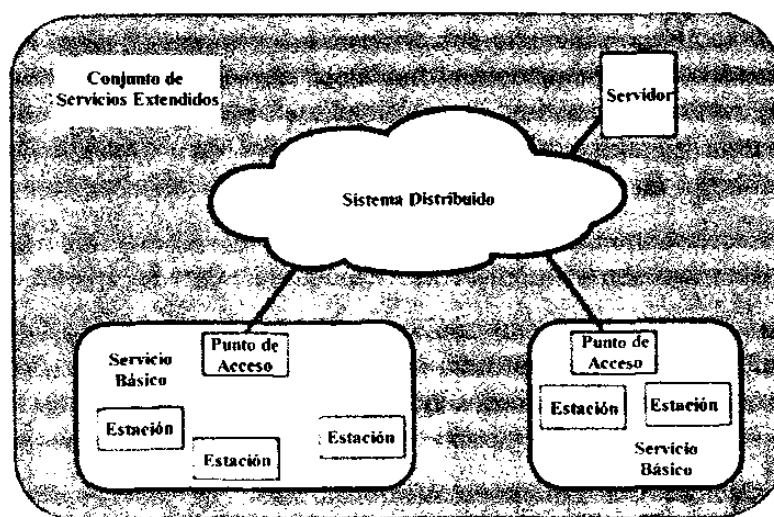 Conjunto de
Servicios Extendidos
Servidor
Sistema Distribuido
Servicio
Básico
Punto de
Acceso
Estación
Estación
Estación
Punto de
Acceso
Estación
Estación
Servicio
Básico